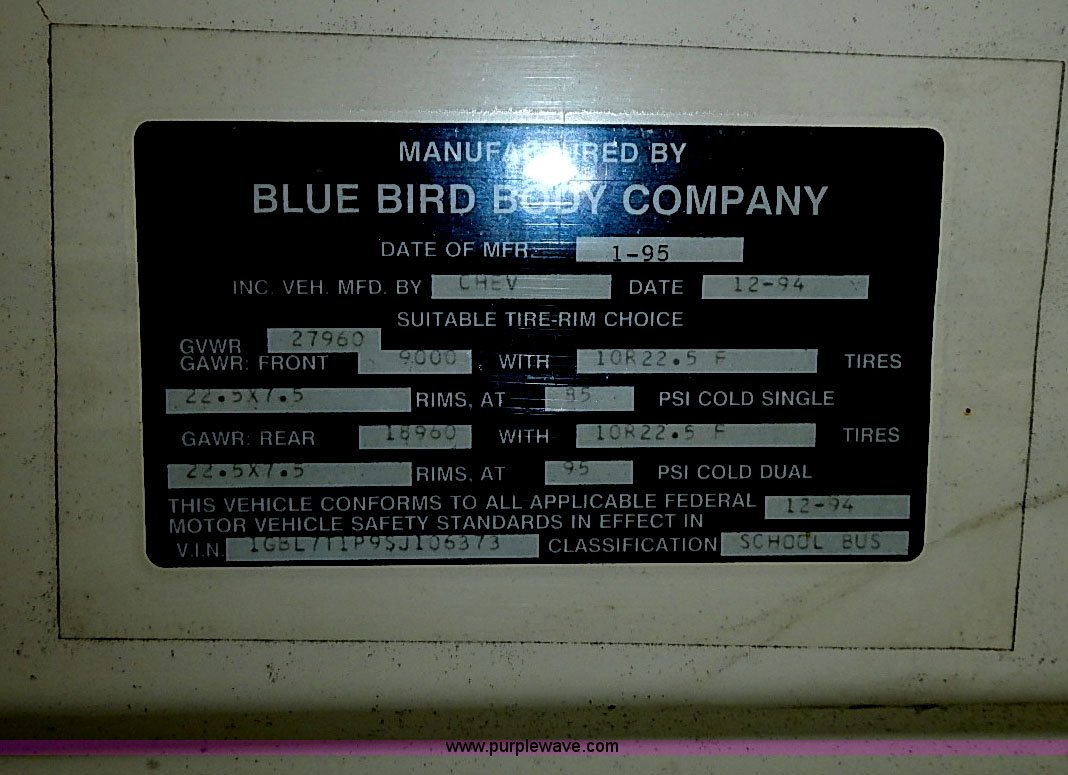 MANUFACTURED BY
BLUE BIRD BODY COMPANY
DATE OF MFR. 1-95
INC. VEH. MFD. BY CHEV DATE 12-94
SUITABLE TIRE-RIM CHOICE
GVWR 27960
GAWR: FRONT 9000 WITH 10R22.5 F TIRES
22.5X7.5 RIMS, AT 85 PSI COLD SINGLE
GAWR: REAR 18960 WITH 10R22.5 F TIRES
22.5X7.5 RIMS, AT 95 PSI COLD DUAL
THIS VEHICLE CONFORMS TO ALL APPLICABLE FEDERAL 12-94
MOTOR VEHICLE SAFETY STANDARDS IN EFFECT IN
V.I.N. 1GBL7T1P9SJ106373 CLASSIFICATION SCHOOL BUS
www.purplewave.com